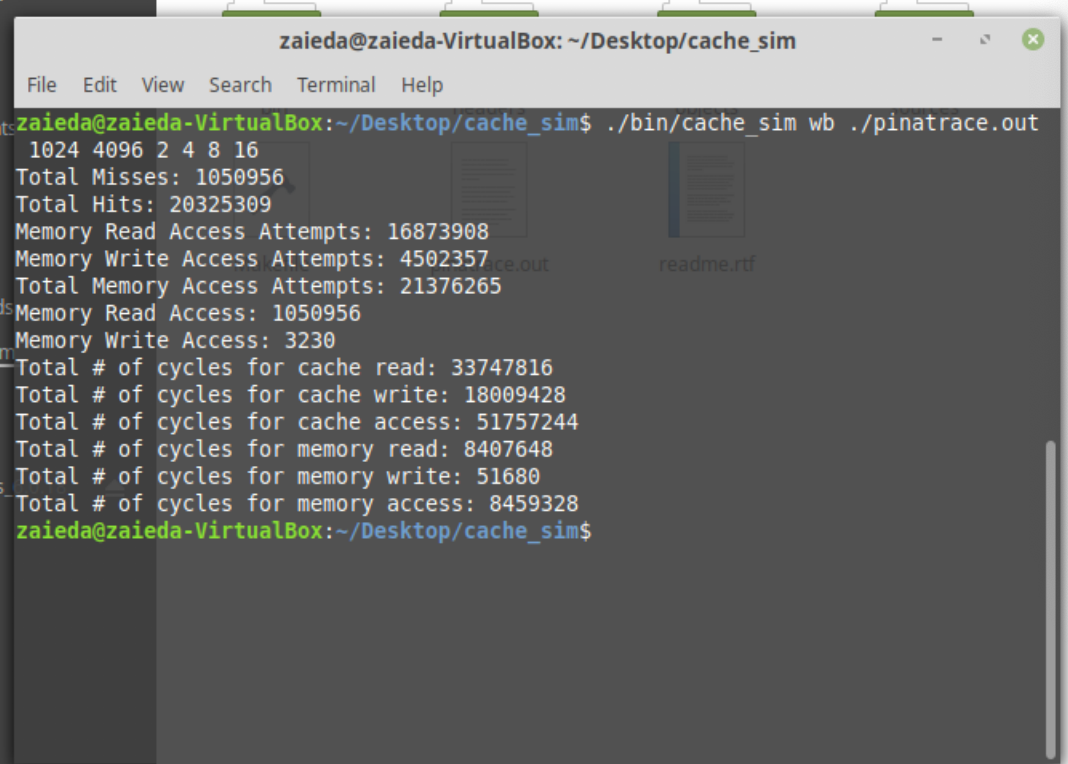 zaieda@zaieda-VirtualBox: ~/Desktop/cache_sim
File Edit View Search Terminal Help
zaieda@zaieda-VirtualBox:~/Desktop/cache_sim$ ./bin/cache_sim wb ./pinatrace.out
1024 4096 2 4 8 16
Total Misses: 1050956
Total Hits: 20325309
Memory Read Access Attempts: 16873908
Memory Write Access Attempts: 4502357
Total Memory Access Attempts: 21376265
Memory Read Access: 1050956
Memory Write Access: 3230
Total # of cycles for cache read: 33747816
Total # of cycles for cache write: 18009428
Total # of cycles for cache access: 51757244
Total # of cycles for memory read: 8407648
Total # of cycles for memory write: 51680
Total # of cycles for memory access: 8459328
zaieda@zaieda-VirtualBox:~/Desktop/cache_sim$
pinatrace.out
readme.rtf